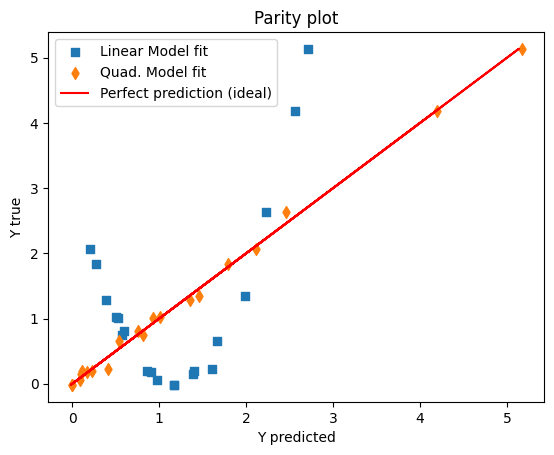 Parity plot
Linear Model fit
Quad. Model fit
Perfect prediction (ideal)
Y true
5
4
3
2
1
0
0 1 2 3 4 5
Y predicted